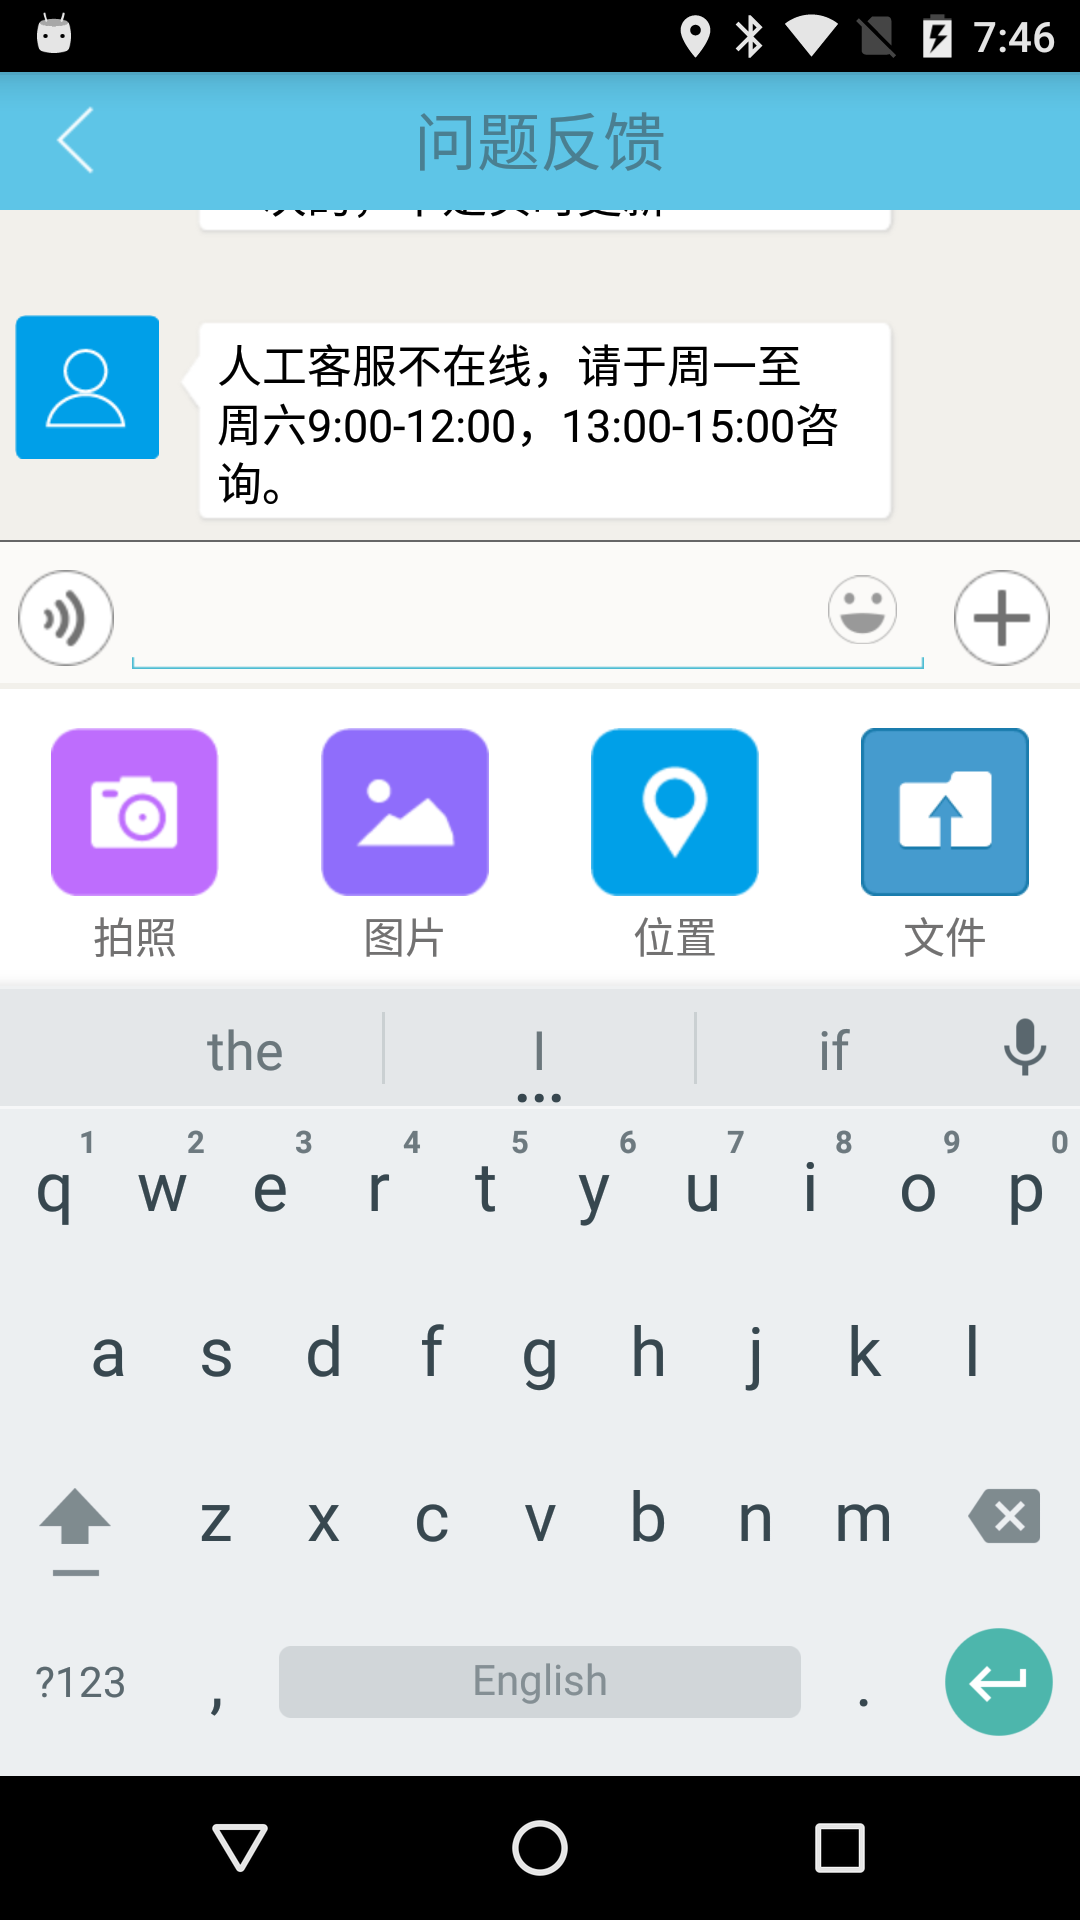 7:46
问题反馈
人工客服不在线，请于周一至
周六9:00-12:00，13:00-15:00咨
询。
拍照 图片 位置 文件
the I if
1 2 3 4 5 6 7 8 9 0
q w e r t y u i o p
a s d f g h j k l
z x c v b n m
?123 , English .